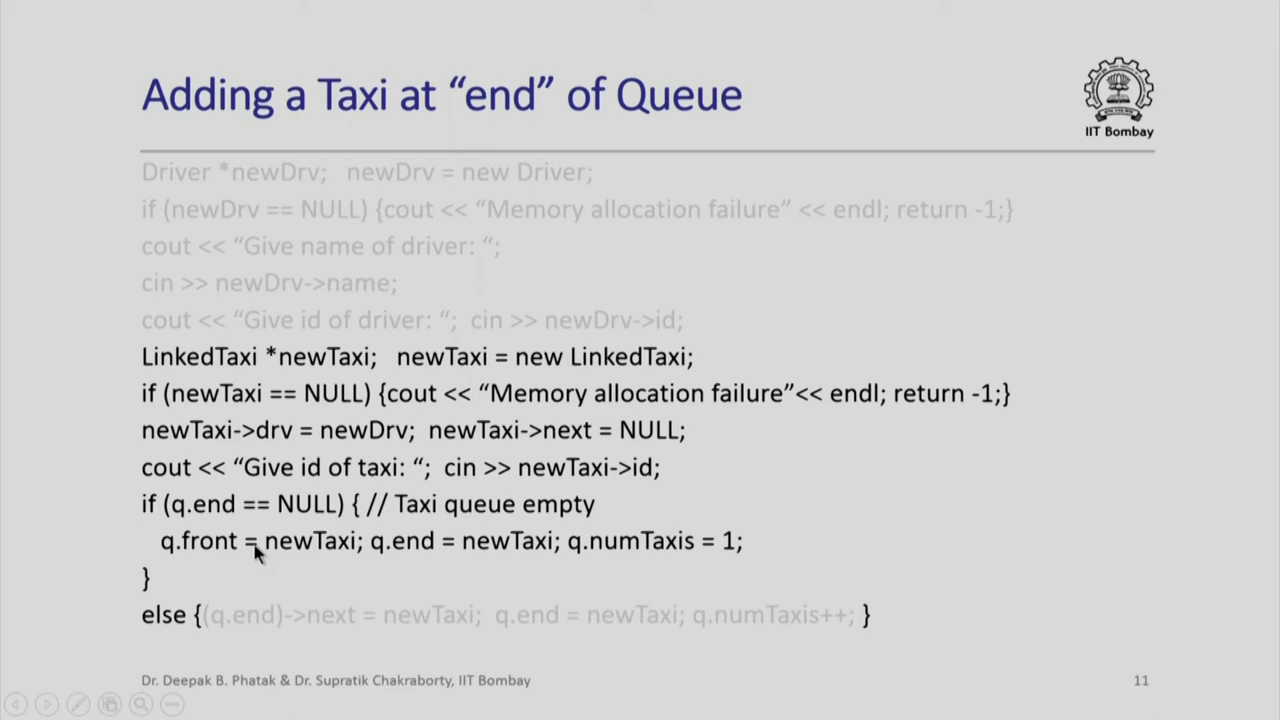 Adding a Taxi at “end” of Queue
IIT Bombay
Driver *newDrv; newDrv = new Driver;
if (newDrv == NULL) {cout << “Memory allocation failure” << endl; return -1;}
cout << “Give name of driver: “;
cin >> newDrv->name;
cout << “Give id of driver: “; cin >> newDrv->id;
LinkedTaxi *newTaxi; newTaxi = new LinkedTaxi;
if (newTaxi == NULL) {cout << “Memory allocation failure”<< endl; return -1;}
newTaxi->drv = newDrv; newTaxi->next = NULL;
cout << “Give id of taxi: “; cin >> newTaxi->id;
if (q.end == NULL) { // Taxi queue empty
q.front = newTaxi; q.end = newTaxi; q.numTaxis = 1;
}
else {(q.end)->next = newTaxi; q.end = newTaxi; q.numTaxis++; }
Dr. Deepak B. Phatak & Dr. Supratik Chakraborty, IIT Bombay
11